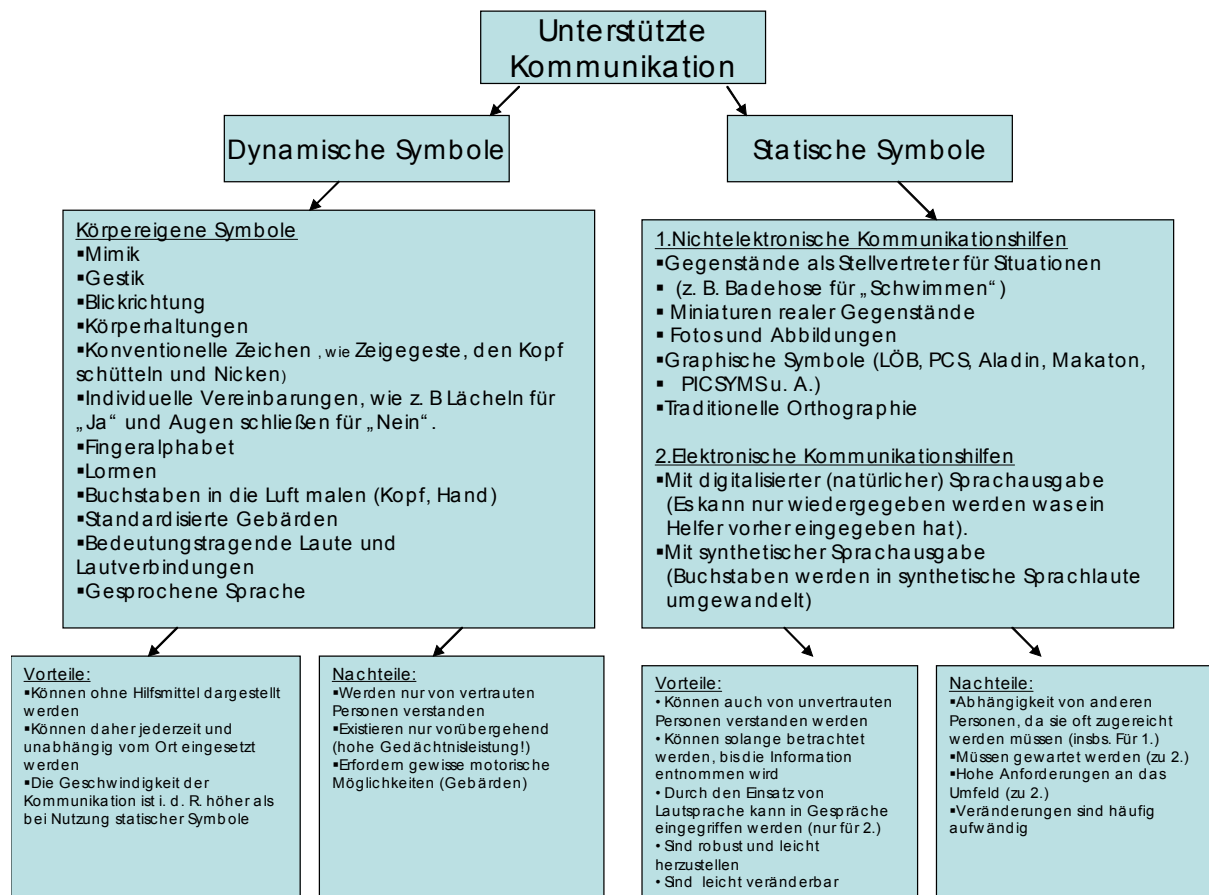 Unterstützte
Kommunikation
Dynamische Symbole
Statische Symbole
Körpereigene Symbole
▪Mimik
▪Gestik
▪Blickrichtung
▪Körperhaltungen
▪Konventionelle Zeichen , wie Zeigegeste, den Kopf
schütteln und Nicken)
▪Individuelle Vereinbarungen, wie z. B Lächeln für
„Ja“ und Augen schließen für „Nein“.
▪Fingeralphabet
▪Lormen
▪Buchstaben in die Luft malen (Kopf, Hand)
▪Standardisierte Gebärden
▪Bedeutungstragende Laute und
Lautverbindungen
▪Gesprochene Sprache
1.Nichtelektronische Kommunikationshilfen
▪Gegenstände als Stellvertreter für Situationen
▪ (z. B. Badehose für „Schwimmen“)
▪ Miniaturen realer Gegenstände
▪Fotos und Abbildungen
▪Graphische Symbole (LÖB, PCS, Aladin, Makaton,
▪ PICSYMS u. A.)
▪Traditionelle Orthographie
2.Elektronische Kommunikationshilfen
▪Mit digitalisierter (natürlicher) Sprachausgabe
(Es kann nur wiedergegeben werden was ein
Helfer vorher eingegeben hat).
▪Mit synthetischer Sprachausgabe
(Buchstaben werden in synthetische Sprachlaute
umgewandelt)
Vorteile:
▪Können ohne Hilfsmittel dargestellt
werden
▪Können daher jederzeit und
unabhängig vom Ort eingesetzt
werden
▪Die Geschwindigkeit der
Kommunikation ist i. d. R. höher als
bei Nutzung statischer Symbole
Nachteile:
▪Werden nur von vertrauten
Personen verstanden
▪Existieren nur vorübergehend
(hohe Gedächtnisleistung!)
▪Erfordern gewisse motorische
Möglichkeiten (Gebärden)
Vorteile:
• Können auch von unvertrauten
Personen verstanden werden
• Können solange betrachtet
werden, bis die Information
entnommen wird
• Durch den Einsatz von
Lautsprache kann in Gespräche
eingegriffen werden (nur für 2.)
• Sind robust und leicht
herzustellen
• Sind leicht veränderbar
Nachteile:
▪Abhängigkeit von anderen
Personen, da sie oft zugereicht
werden müssen (insbs. Für 1.)
▪Müssen gewartet werden (zu 2.)
▪Hohe Anforderungen an das
Umfeld (zu 2.)
▪Veränderungen sind häufig
aufwändig